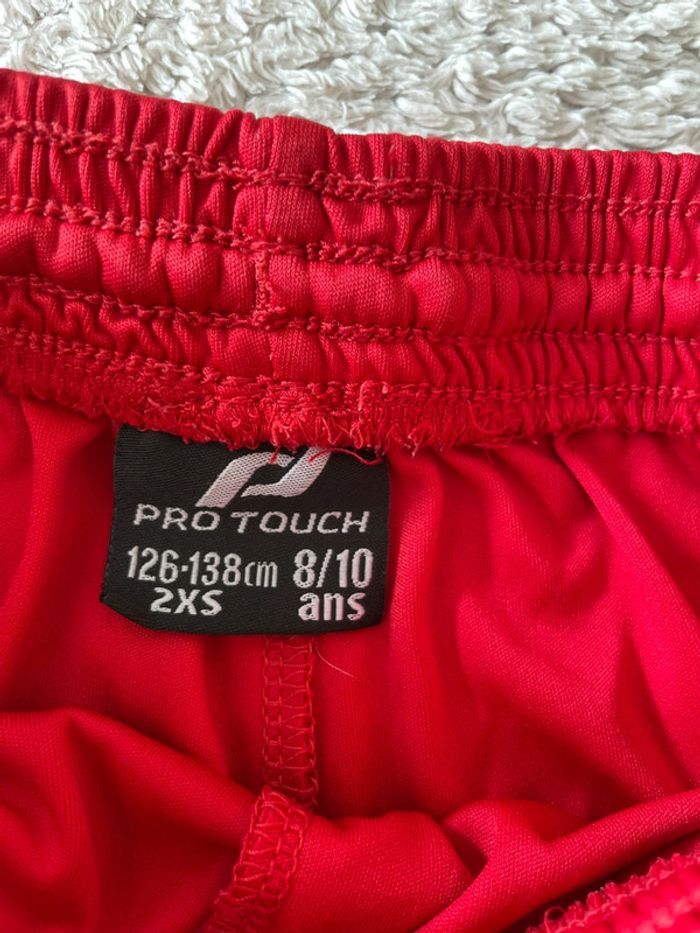 PRO TOUCH
126-138cm 8/10
2XS ans